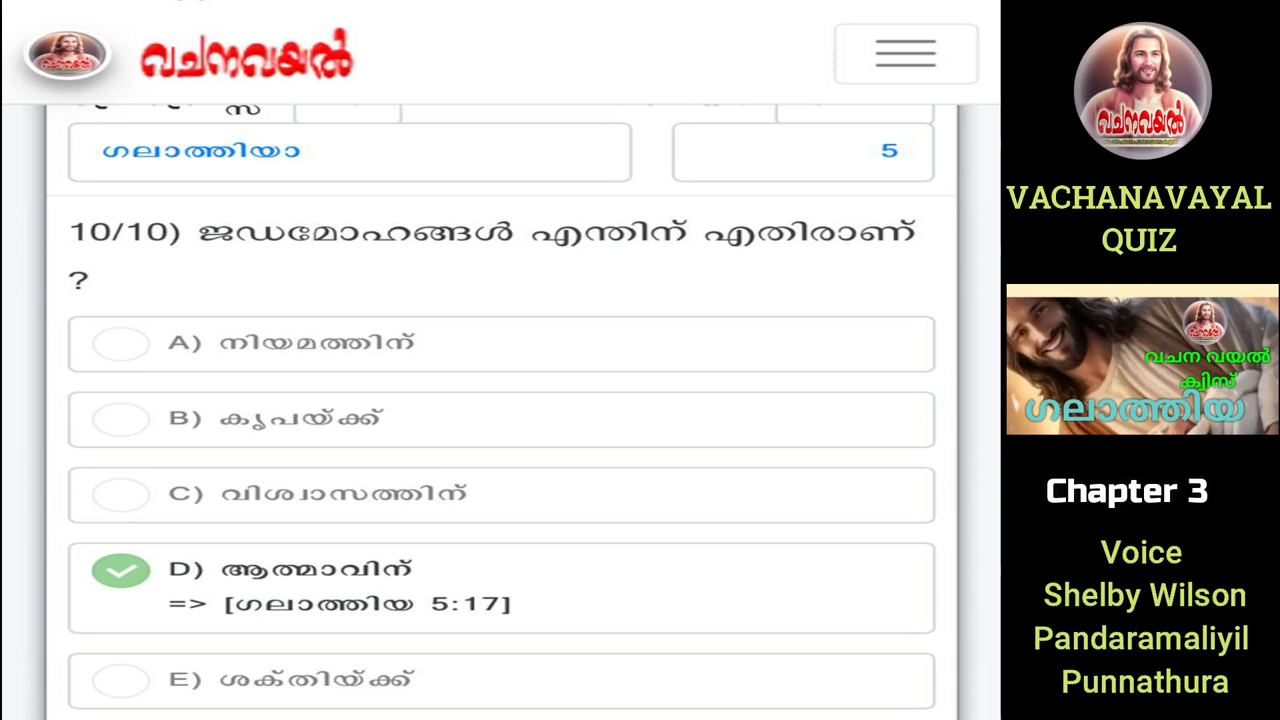 വചനവയൽ
ഗലാത്തിയാ
5
10/10) ജഡമോഹങ്ങൾ എന്തിന് എതിരാണ്
?
A) നിയമത്തിന്
B) കൃപയ്ക്ക്
C) വിശ്വാസത്തിന്
D) ആത്മാവിന്
=> [ഗലാത്തിയ 5:17]
E) ശക്തിയ്ക്ക്
വചനവയൽ
VACHANAVAYAL
QUIZ
വചന വയൽ
ക്വിസ്
ഗലാത്തിയ
Chapter 3
Voice
Shelby Wilson
Pandaramaliyil
Punnathura